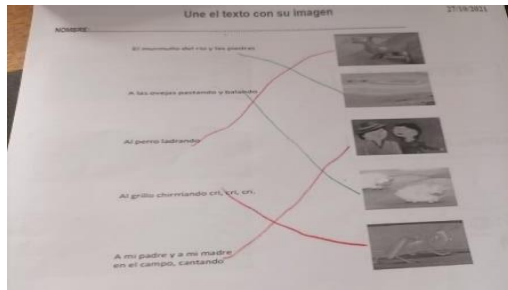 27/10/2021
Une el texto con su imagen
NOMBRE:
El murmullo del río y las piedras
A las ovejas pastando y balando
Al perro ladrando
Al grillo chirriando cri, cri, cri.
A mi padre y a mi madre
en el campo, cantando